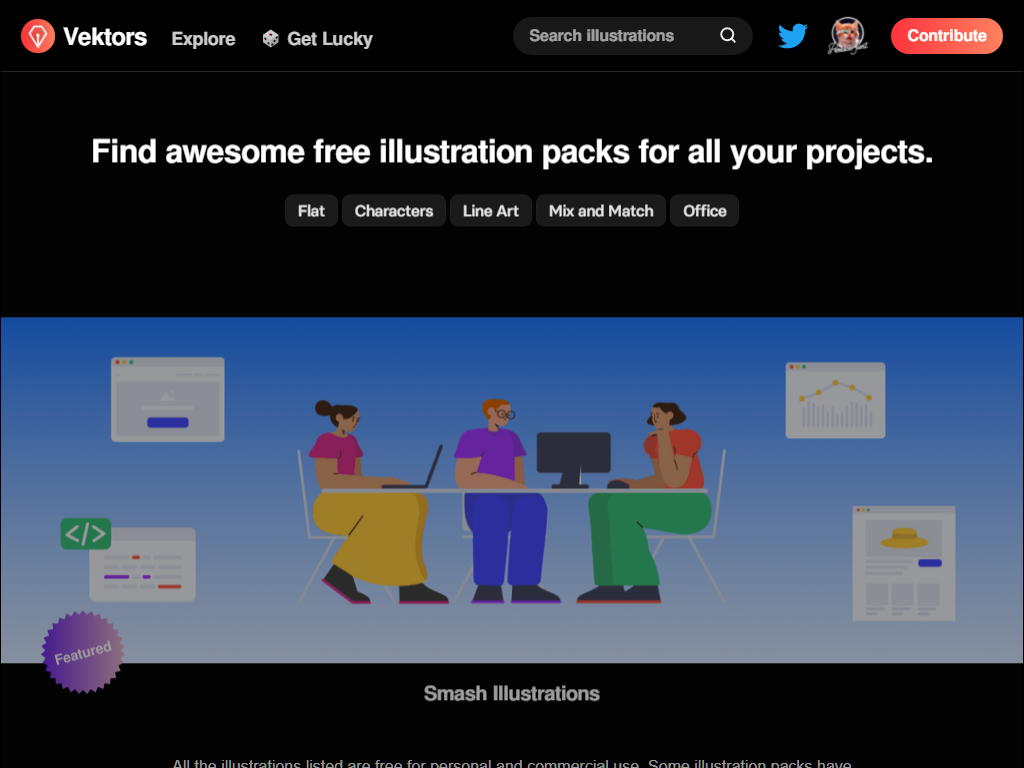 Vektors
Explore
Get Lucky
Search illustrations
Contribute
Find awesome free illustration packs for all your projects.
Flat
Characters
Line Art
Mix and Match
Office
</>
Featured
Smash Illustrations
All the illustrations listed are free for personal and commercial use. Some illustration packs have